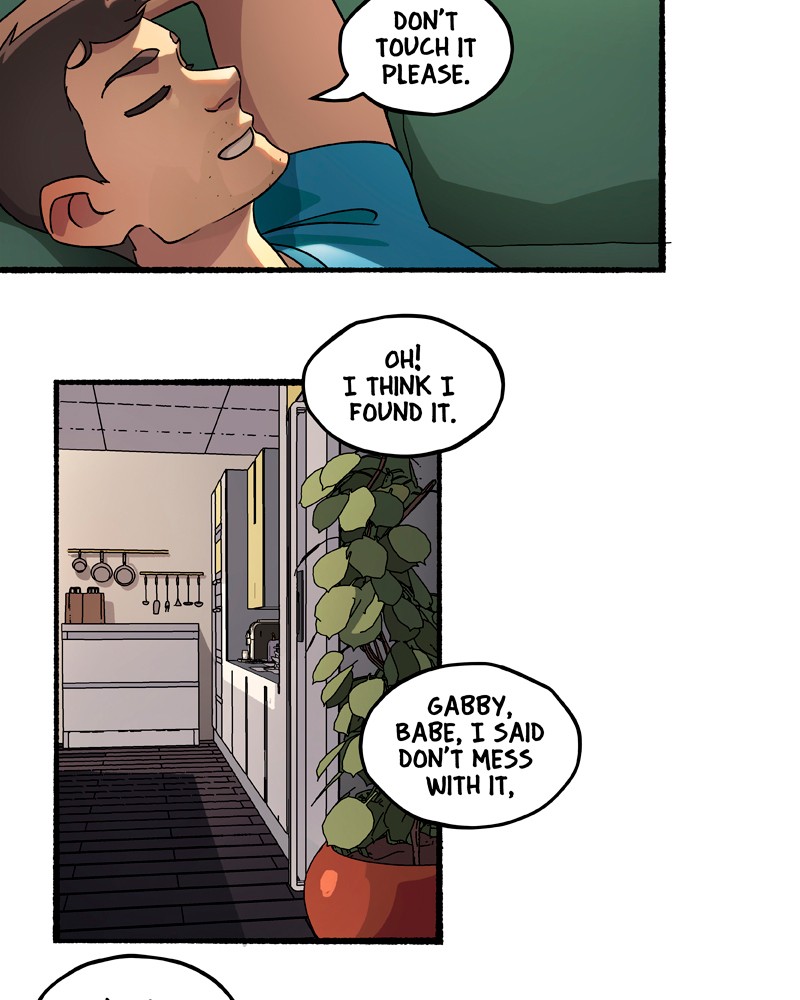 DON'T
TOUCH IT
PLEASE.
OH!
I THINK I
FOUND IT.
GABBY,
BABE, I SAID
DON'T MESS
WITH IT,